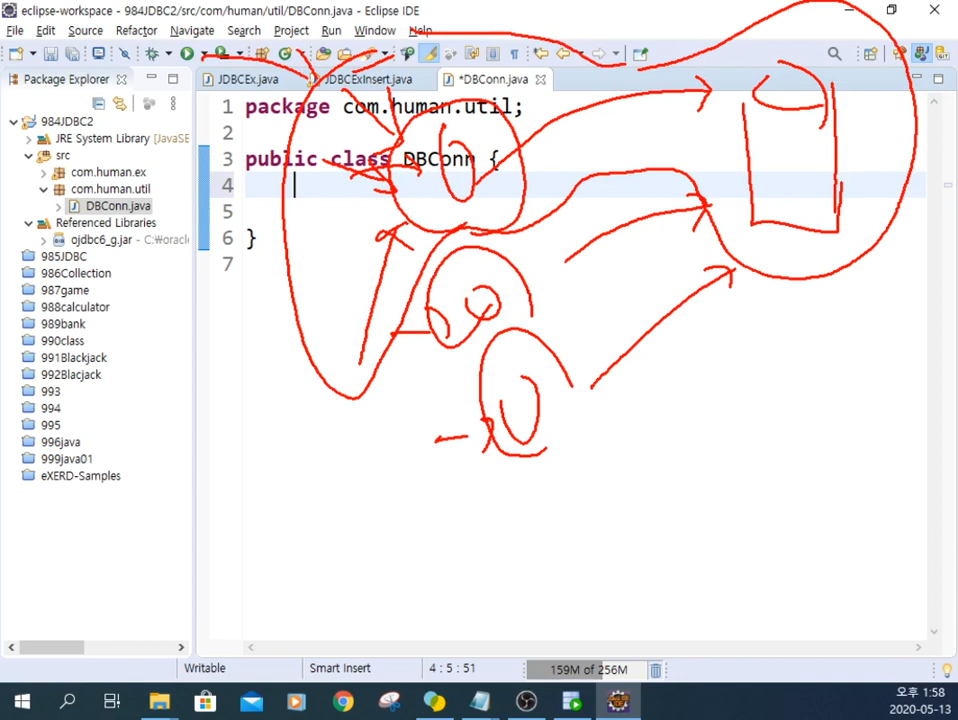 eclipse-workspace - 984JDBC2/src/com/human/util/DBConn.java - Eclipse IDE
File Edit Source Refactor Navigate Search Project Run Window Help
Package Explorer
JDBCEx.java JDBCExInsert.java *DBConn.java
984JDBC2
JRE System Library [JavaS
src
com.human.ex
com.human.util
DBConn.java
Referenced Libraries
ojdbc6_g.jar - C:₩oracle
985JDBC
986Collection
987game
988calculator
989bank
990class
991Blackjack
992Blacjack
993
994
995
996java
999java01
eXERD-Samples
1 package com.human.util;
2
3 public class DBConn {
4
5
6 }
7
Writable Smart Insert 4 : 5 : 51 159M of 256M
오후 1:58
2020-05-13